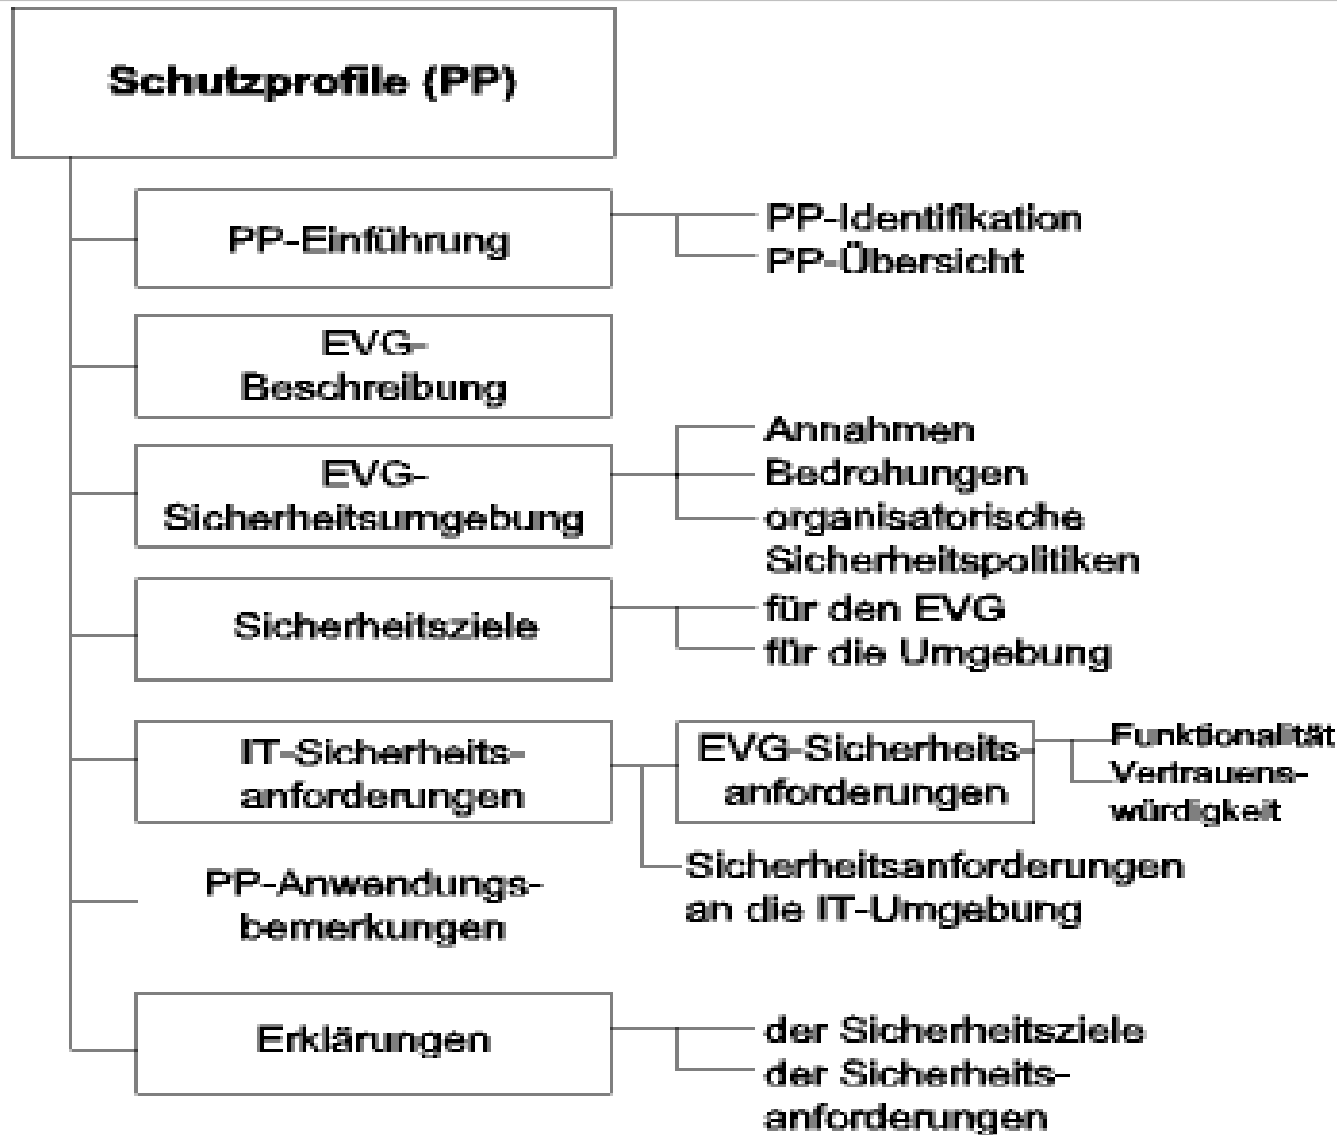 Schutzprofile (PP)
PP-Einführung
PP-Identifikation
PP-Übersicht
EVG-
Beschreibung
EVG-
Sicherheitsumgebung
Annahmen
Bedrohungen
organisatorische
Sicherheitspolitiken
Sicherheitsziele
für den EVG
für die Umgebung
IT-Sicherheits-
anforderungen
EVG-Sicherheits-
anforderungen
Funktionalität
Vertrauens-
würdigkeit
Sicherheitsanforderungen
an die IT-Umgebung
PP-Anwendungs-
bemerkungen
Erklärungen
der Sicherheitsziele
der Sicherheits-
anforderungen